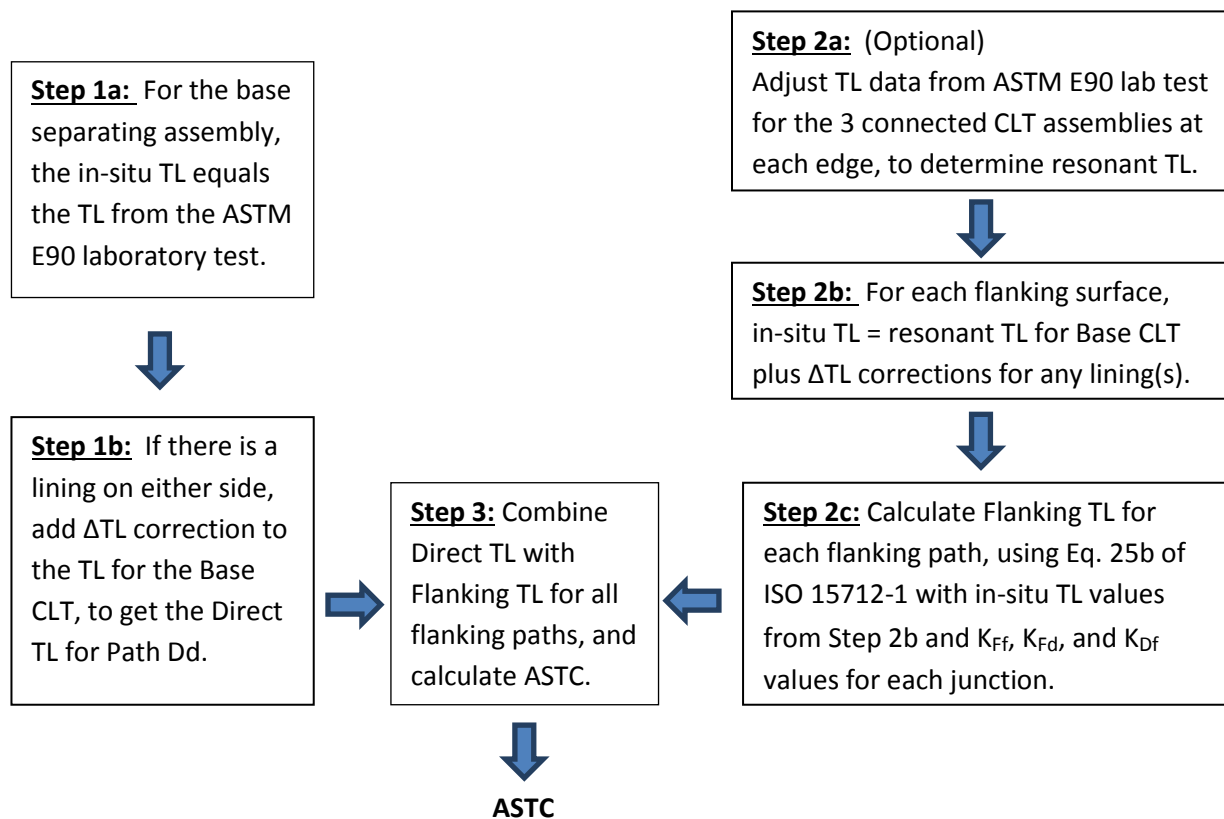 Step 1a: For the base
separating assembly,
the in-situ TL equals
the TL from the ASTM
E90 laboratory test.
Step 1b: If there is a
lining on either side,
add ΔTL correction to
the TL for the Base
CLT, to get the Direct
TL for Path Dd.
Step 2a: (Optional)
Adjust TL data from ASTM E90 lab test
for the 3 connected CLT assemblies at
each edge, to determine resonant TL.
Step 2b: For each flanking surface,
in-situ TL = resonant TL for Base CLT
plus ΔTL corrections for any lining(s).
Step 2c: Calculate Flanking TL for
each flanking path, using Eq. 25b of
ISO 15712-1 with in-situ TL values
from Step 2b and KFf, KFd, and KDf
values for each junction.
Step 3: Combine
Direct TL with
Flanking TL for all
flanking paths, and
calculate ASTC.
ASTC